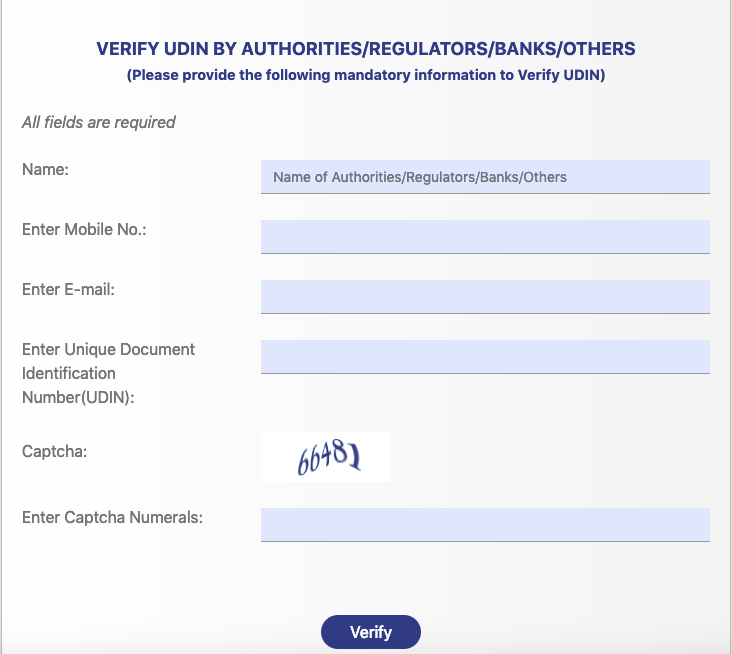 VERIFY UDIN BY AUTHORITIES/REGULATORS/BANKS/OTHERS
(Please provide the following mandatory information to Verify UDIN)
All fields are required
Name:
Name of Authorities/Regulators/Banks/Others
Enter Mobile No.:
Enter E-mail:
Enter Unique Document
Identification
Number(UDIN):
Captcha:
66481
Enter Captcha Numerals:
Verify